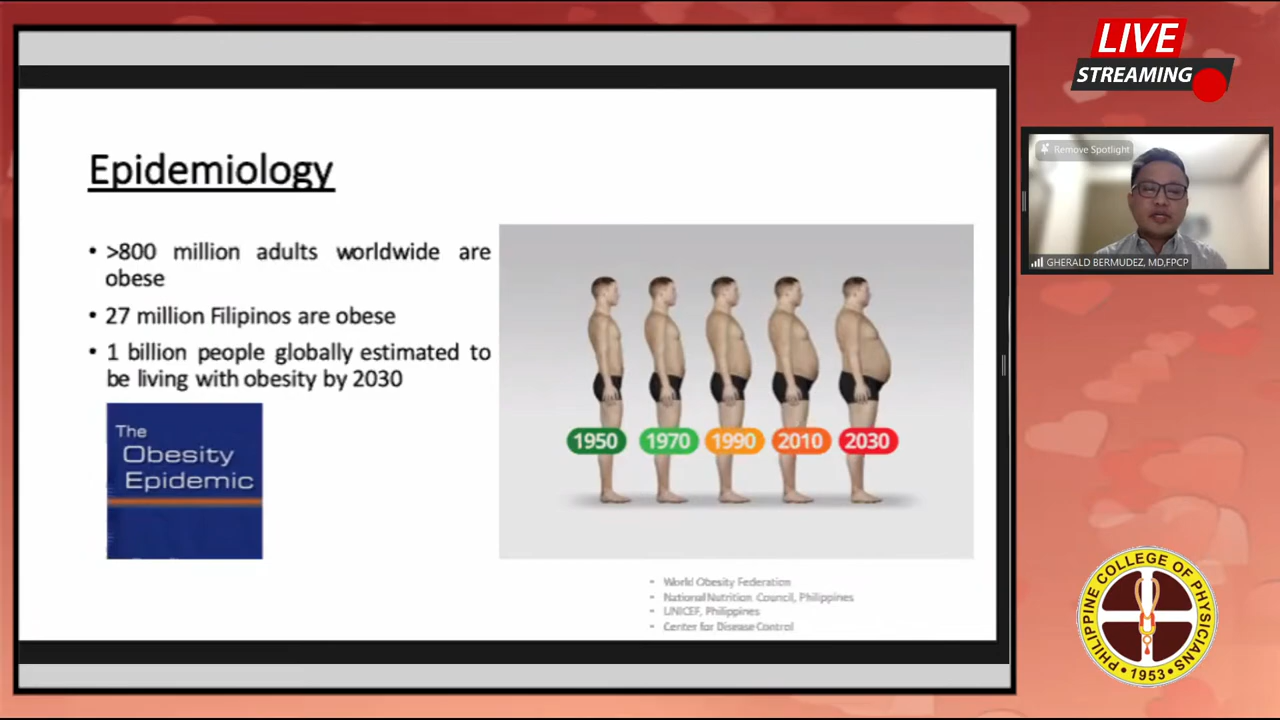 LIVE
STREAMING
Remove Spotlight
GHERALD BERMUDEZ, MD,FPCP
Epidemiology
• >800 million adults worldwide are
obese
• 27 million Filipinos are obese
• 1 billion people globally estimated to
be living with obesity by 2030
The
Obesity
Epidemic
1950 1970 1990 2010 2030
• World Obesity Federation
• National Nutrition Council, Philippines
• UNICEF, Philippines
• Center for Disease Control
PHILIPPINE COLLEGE OF PHYSICIANS
1953